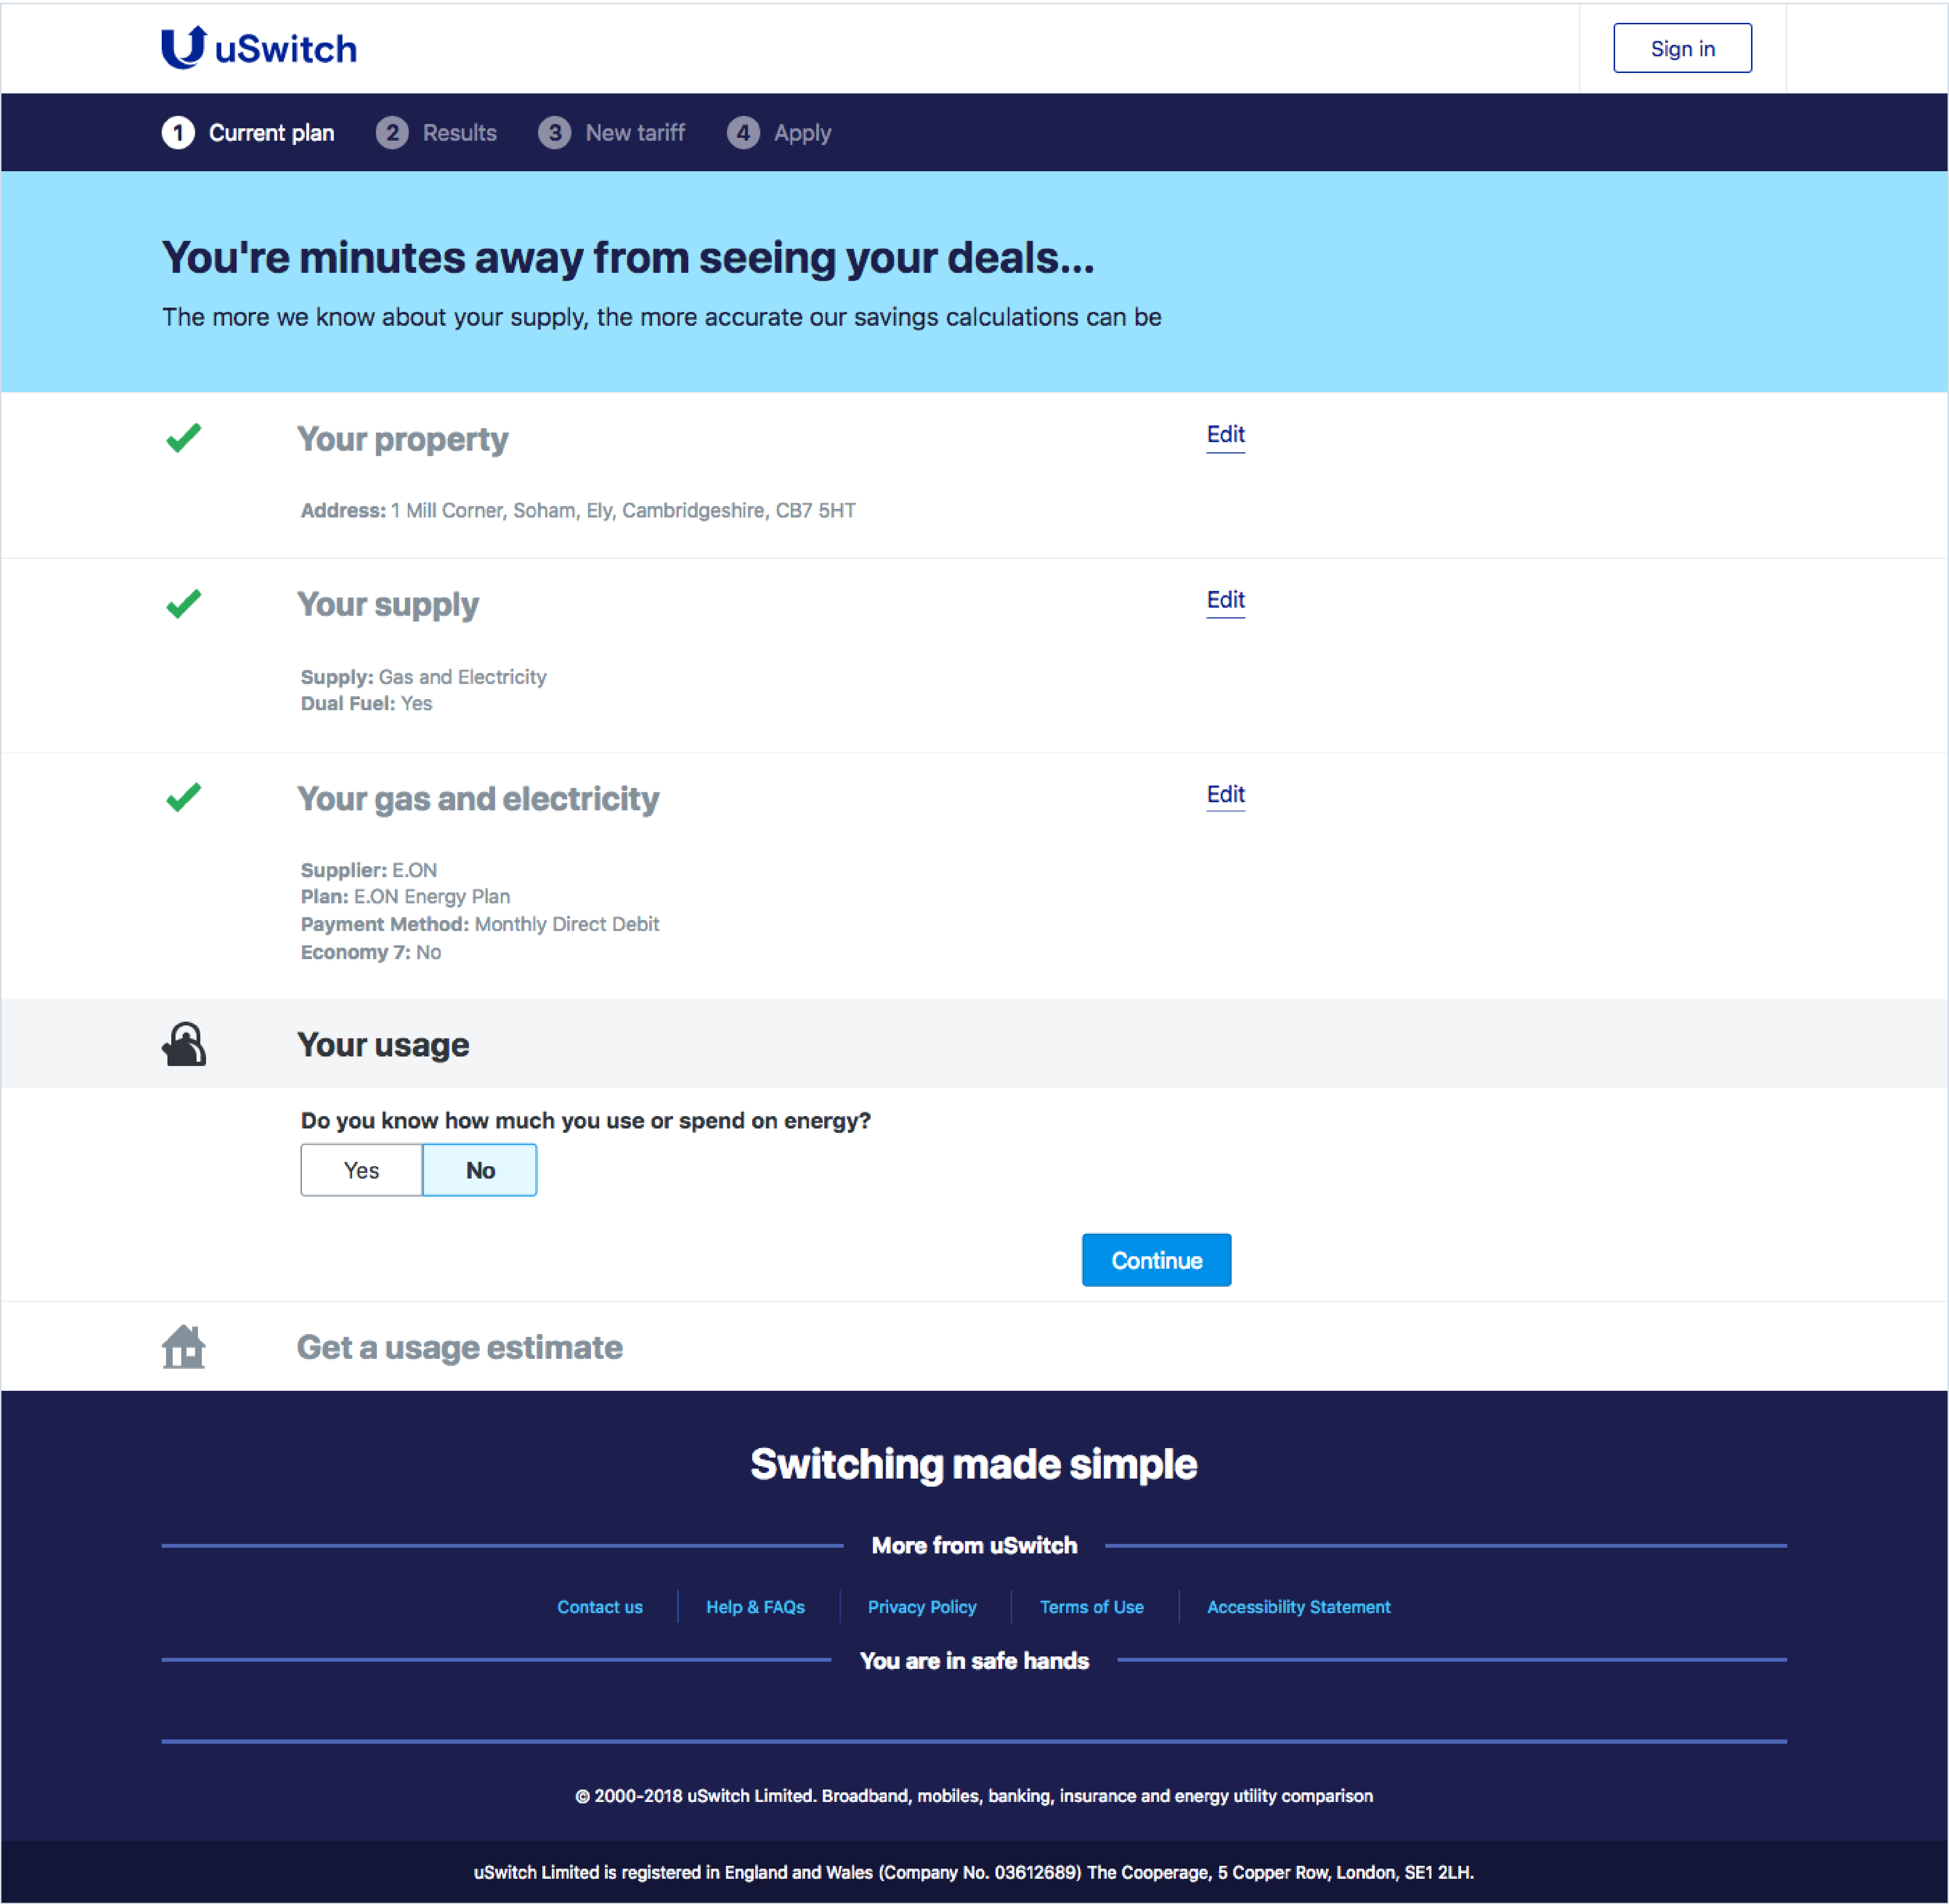 uSwitch
Sign in
1 Current plan 2 Results 3 New tariff 4 Apply
You're minutes away from seeing your deals...
The more we know about your supply, the more accurate our savings calculations can be
Your property
Edit
Address: 1 Mill Corner, Soham, Ely, Cambridgeshire, CB7 5HT
Your supply
Edit
Supply: Gas and Electricity
Dual Fuel: Yes
Your gas and electricity
Edit
Supplier: E.ON
Plan: E.ON Energy Plan
Payment Method: Monthly Direct Debit
Economy 7: No
Your usage
Do you know how much you use or spend on energy?
Yes No
Continue
Get a usage estimate
Switching made simple
More from uSwitch
Contact us Help & FAQs Privacy Policy Terms of Use Accessibility Statement
You are in safe hands
© 2000-2018 uSwitch Limited. Broadband, mobiles, banking, insurance and energy utility comparison
uSwitch Limited is registered in England and Wales (Company No. 03612689) The Cooperage, 5 Copper Row, London, SE1 2LH.